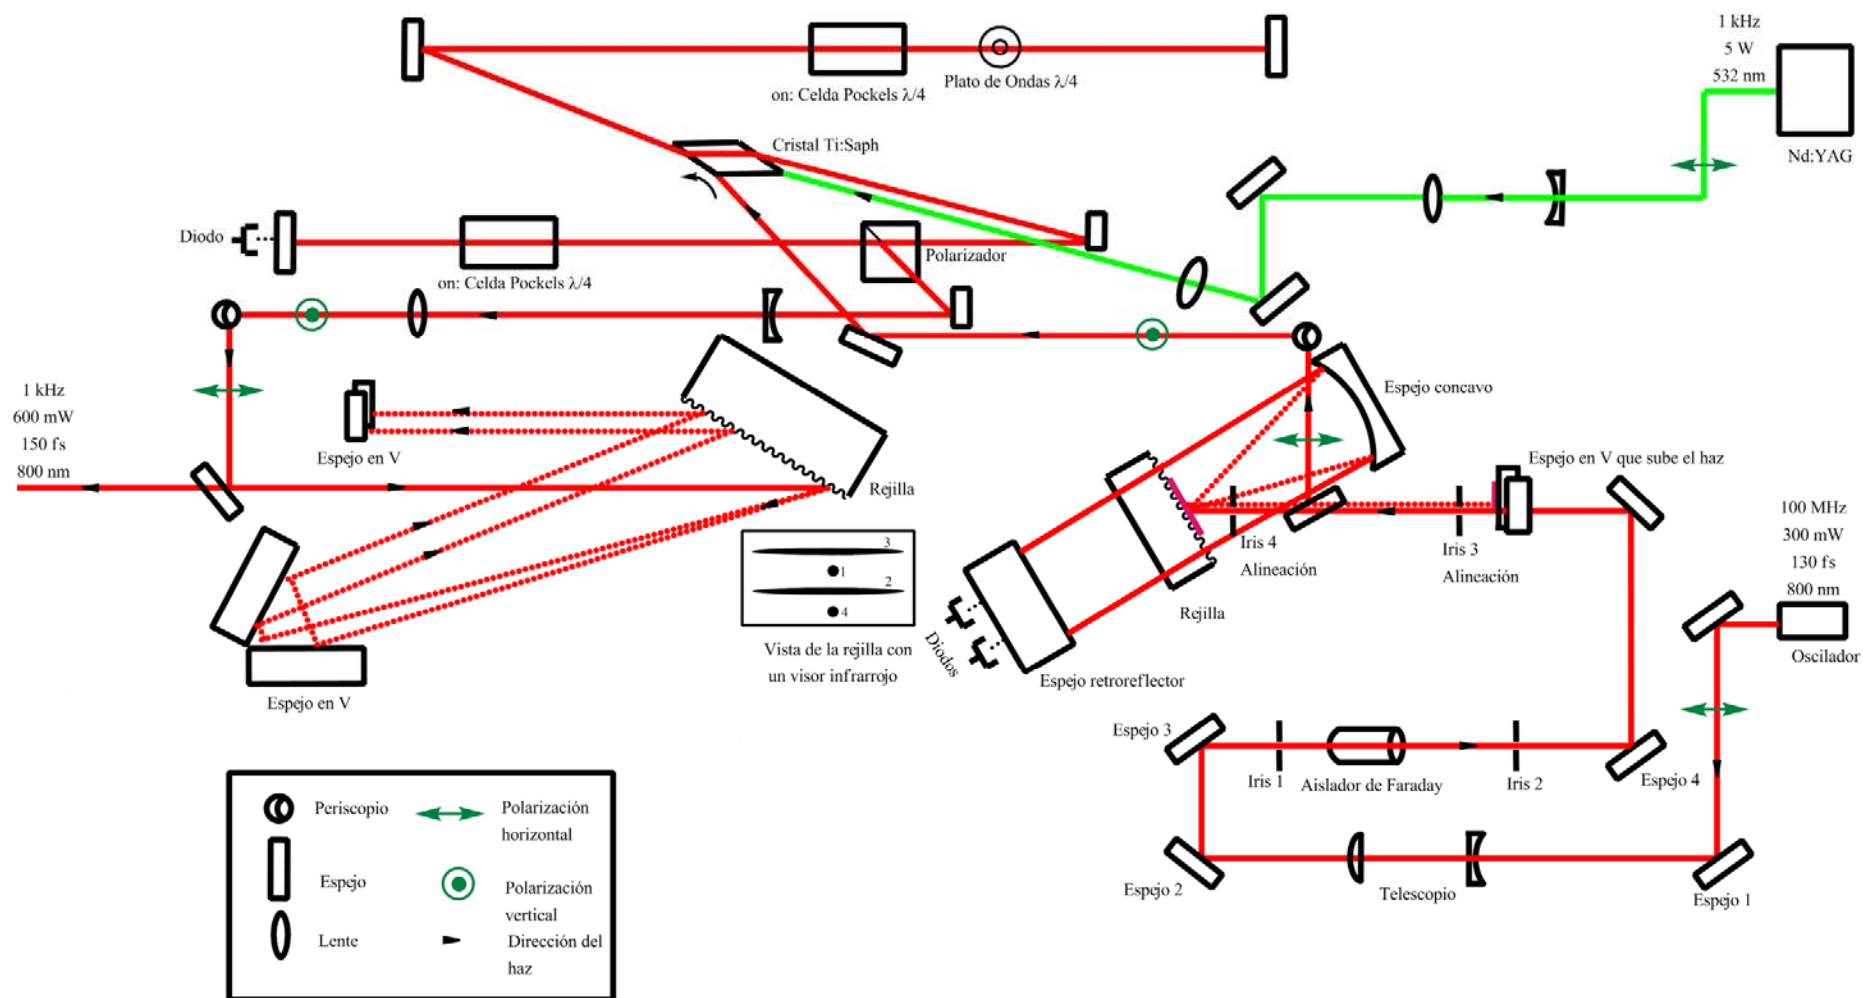 1 kHz
5 W
532 nm
Nd:YAG
Plato de Ondas λ/4
on: Celda Pockels λ/4
Cristal Ti:Saph
Diodo
Polarizador
on: Celda Pockels λ/4
1 kHz
600 mW
150 fs
800 nm
Espejo en V
Rejilla
Espejo concavo
Espejo en V que sube el haz
Iris 4
Alineación
Iris 3
Alineación
100 MHz
300 mW
130 fs
800 nm
Oscilador
3
1
2
4
Vista de la rejilla con
un visor infrarrojo
Rejilla
Diodos
Espejo retroreflector
Espejo en V
Espejo 3
Iris 1
Aislador de Faraday
Iris 2
Espejo 4
Espejo 2
Telescopio
Espejo 1
Periscopio
Polarización
horizontal
Espejo
Polarización
vertical
Lente
Dirección del
haz